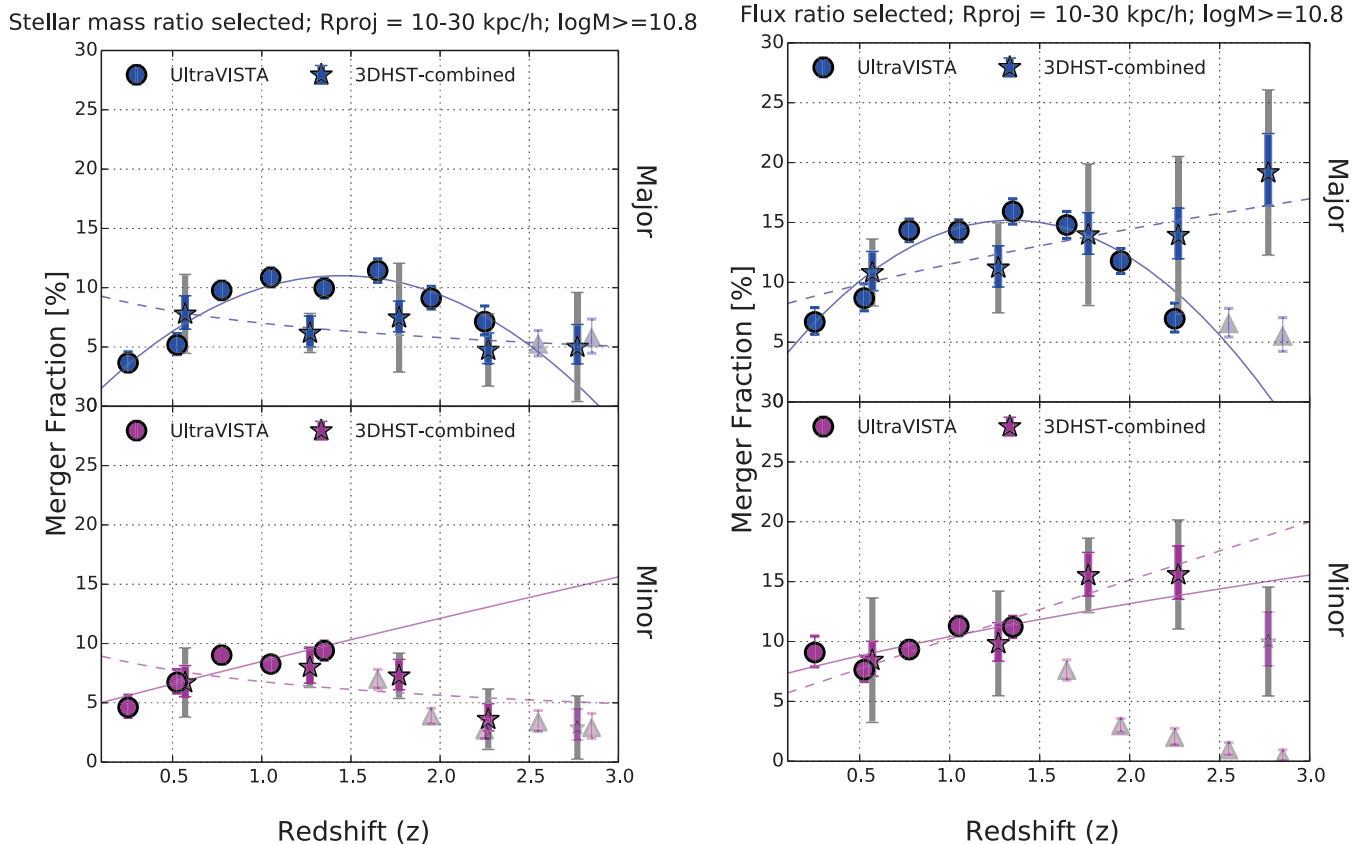 Stellar mass ratio selected; Rproj = 10-30 kpc/h; logM>=10.8
30
UltraVISTA
3DHST-combined
25
20
15
10
5
Major
30
UltraVISTA
3DHST-combined
25
20
15
10
5
0
Minor
0.5
1.0
1.5
2.0
2.5
3.0
Merger Fraction [%]
Redshift (z)
Flux ratio selected; Rproj = 10-30 kpc/h; logM>=10.8
30
UltraVISTA
3DHST-combined
25
20
15
10
5
Major
30
UltraVISTA
3DHST-combined
25
20
15
10
5
0
Minor
0.5
1.0
1.5
2.0
2.5
3.0
Merger Fraction [%]
Redshift (z)